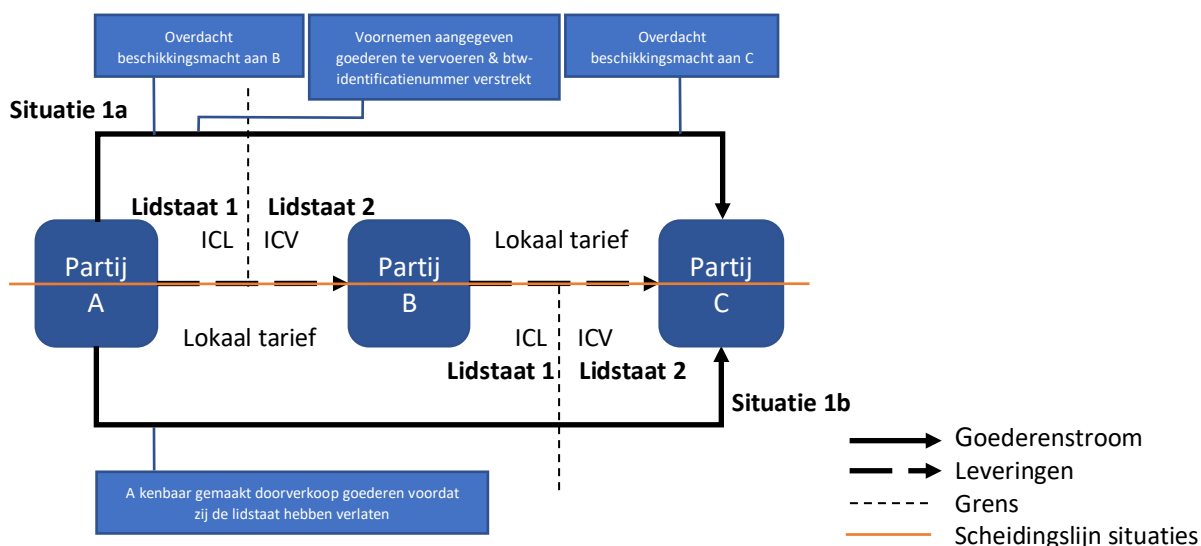 Overdacht
beschikkingsmacht aan B
Voornemen aangegeven
goederen te vervoeren & btw-
identificatienummer verstrekt
Overdacht
beschikkingsmacht aan C
Situatie 1a
Lidstaat 1
Lidstaat 2
ICL
ICV
Lokaal tarief
Partij
A
Partij
B
Partij
C
Lokaal tarief
ICL
ICV
Lidstaat 1
Lidstaat 2
Situatie 1b
A kenbaar gemaakt doorverkoop goederen voordat
zij de lidstaat hebben verlaten
Goederenstroom
Leveringen
Grens
Scheidingslijn situaties